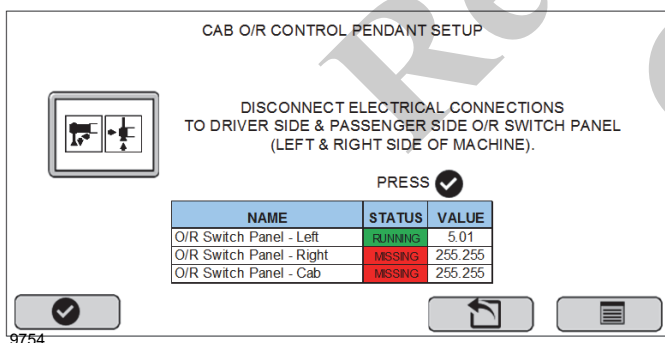 CAB O/R CONTROL PENDANT SETUP
DISCONNECT ELECTRICAL CONNECTIONS
TO DRIVER SIDE & PASSENGER SIDE O/R SWITCH PANEL
(LEFT & RIGHT SIDE OF MACHINE).
PRESS
NAME STATUS VALUE
O/R Switch Panel - Left RUNNING 5.01
O/R Switch Panel - Right MISSING 255.255
O/R Switch Panel - Cab MISSING 255.255
9754